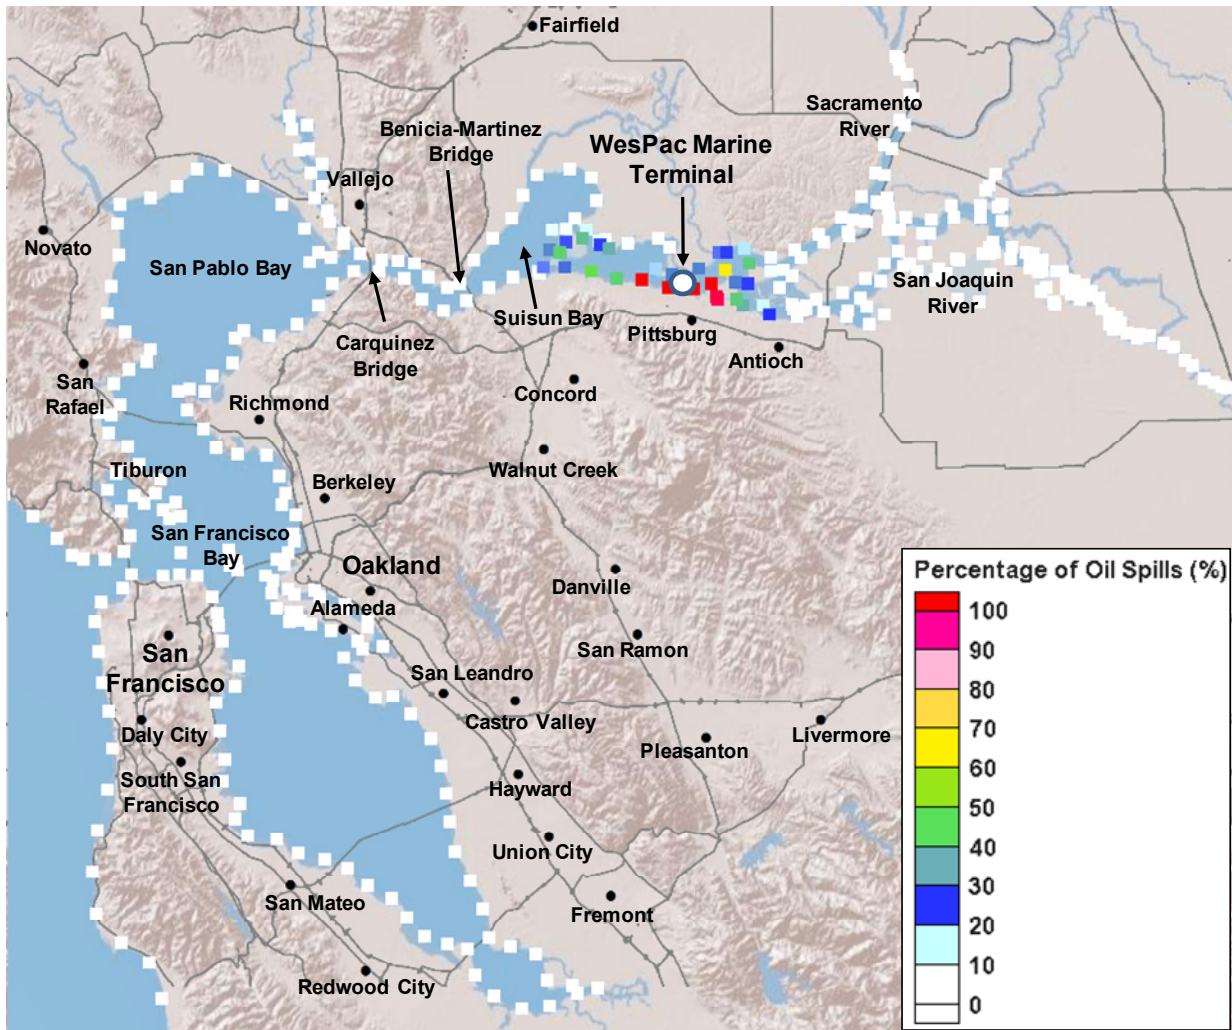 Fairfield
Sacramento
River
Benicia-Martinez
Bridge
WesPac Marine
Terminal
Vallejo
Novato
San Pablo Bay
San Joaquin
River
Suisun Bay
Pittsburg
Carquinez
Bridge
Antioch
San
Rafael
Concord
Richmond
Tiburon
Walnut Creek
Berkeley
San Francisco
Bay
Oakland
Danville
Alameda
San
Francisco
San Ramon
San Leandro
Castro Valley
Daly City
Pleasanton
Livermore
South San
Francisco
Hayward
Union City
San Mateo
Fremont
Redwood City
Percentage of Oil Spills (%)
100
90
80
70
60
50
40
30
20
10
0